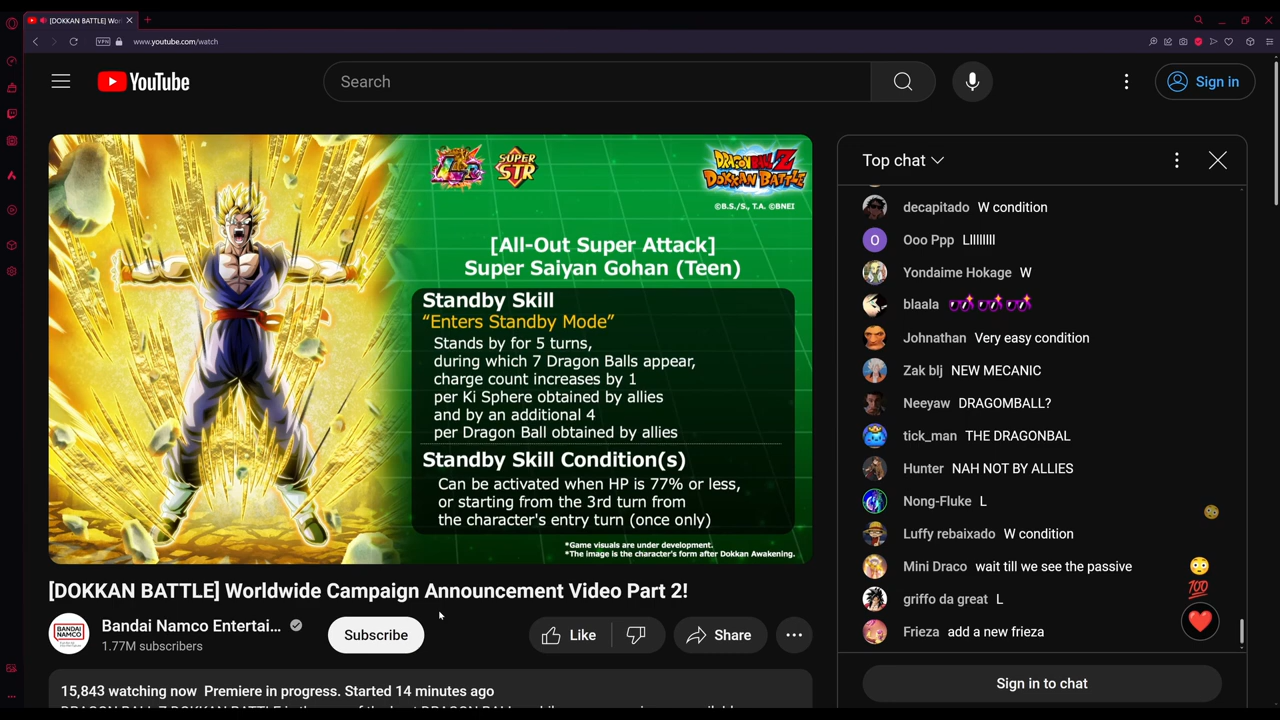 [DOKKAN BATTLE] Wor
www.youtube.com/watch
VPN
YouTube
Search
Sign in
LR
SUPER
STR
DRAGON BALL Z
DOKKAN BATTLE
©B.S./S., T.A. ©BNEI
[All-Out Super Attack]
Super Saiyan Gohan (Teen)
Standby Skill
“Enters Standby Mode”
Stands by for 5 turns,
during which 7 Dragon Balls appear,
charge count increases by 1
per Ki Sphere obtained by allies
and by an additional 4
per Dragon Ball obtained by allies
Standby Skill Condition(s)
Can be activated when HP is 77% or less,
or starting from the 3rd turn from
the character's entry turn (once only)
*Game visuals are under development.
*The image is the character's form after Dokkan Awakening.
[DOKKAN BATTLE] Worldwide Campaign Announcement Video Part 2!
BANDAI
NAMCO
Bandai Namco Entertai...
1.77M subscribers
Subscribe
Like
Share
15,843 watching now Premiere in progress. Started 14 minutes ago
Top chat
decapitado W condition
O
Ooo Ppp LIllllllll
Yondaime Hokage W
blaala
Johnathan Very easy condition
Zak blj NEW MECANIC
Neeyaw DRAGOMBALL?
tick_man THE DRAGONBAL
Hunter NAH NOT BY ALLIES
Nong-Fluke L
Luffy rebaixado W condition
Mini Draco wait till we see the passive
griffo da great L
Frieza add a new frieza
100
Sign in to chat